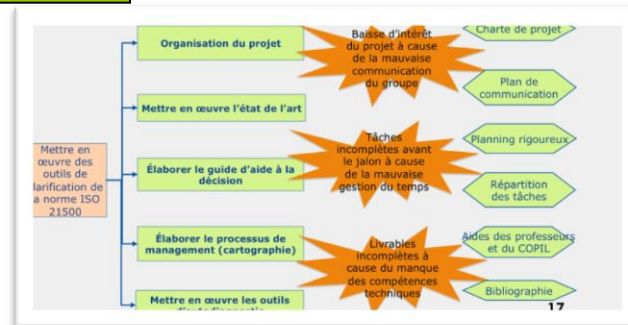 Mettre en
œuvre des
outils de
larification de
a norme ISO
21500
Organisation du projet
Mettre en œuvre l'état de l'art
Élaborer le guide d'aide à la
décision
Élaborer le processus de
management (cartographie)
Mettre en œuvre les outils
d'autodiagnostic
Baisse d'intérêt
du projet à cause
de la mauvaise
communication
du groupe
Tâches
incomplètes avant
le jalon à cause
de la mauvaise
gestion du temps
Livrables
incomplètes à
cause du manque
des compétences
techniques
Charte de projet
Plan de
communication
Planning rigoureux
Répartition
des tâches
Aides des professeurs
et du COPIL
Bibliographie
17